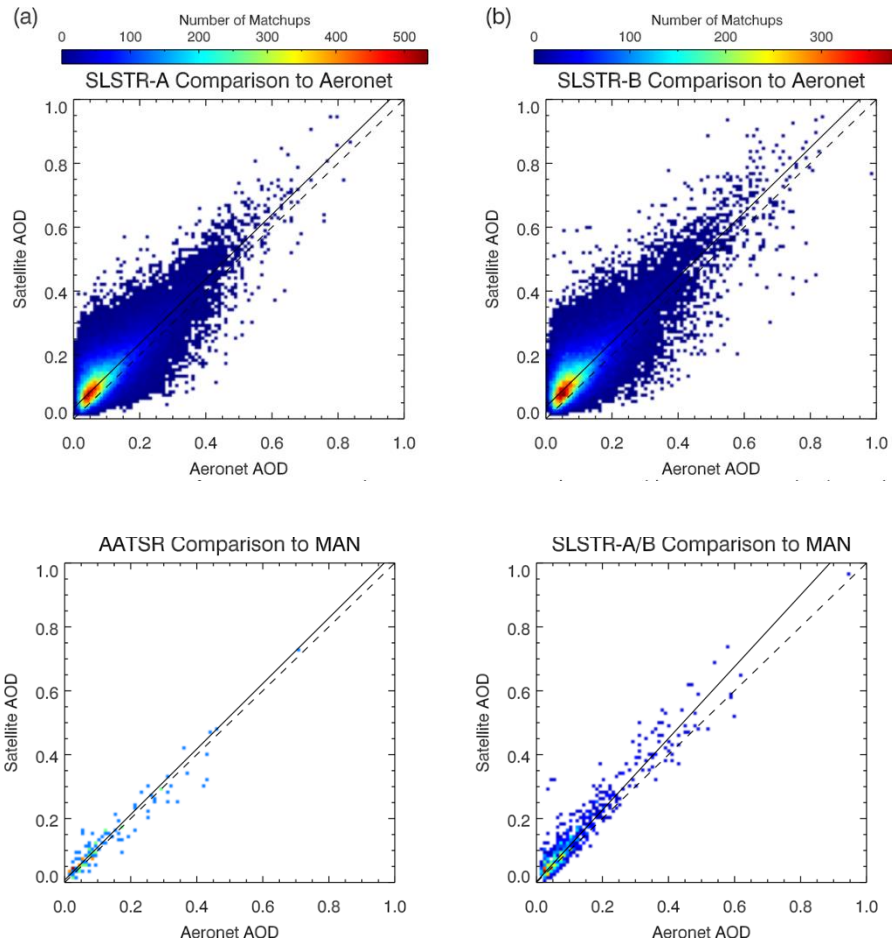 (a)
Number of Matchups
0 100 200 300 400 500
SLSTR-A Comparison to Aeronet
1.0
0.8
0.6
0.4
0.2
0.0
Satellite AOD
0.0 0.2 0.4 0.6 0.8 1.0
Aeronet AOD
(b)
Number of Matchups
0 100 200 300
SLSTR-B Comparison to Aeronet
1.0
0.8
0.6
0.4
0.2
0.0
Satellite AOD
0.0 0.2 0.4 0.6 0.8 1.0
Aeronet AOD
AATSR Comparison to MAN
1.0
0.8
0.6
0.4
0.2
0.0
Satellite AOD
0.0 0.2 0.4 0.6 0.8 1.0
Aeronet AOD
SLSTR-A/B Comparison to MAN
1.0
0.8
0.6
0.4
0.2
0.0
Satellite AOD
0.0 0.2 0.4 0.6 0.8 1.0
Aeronet AOD